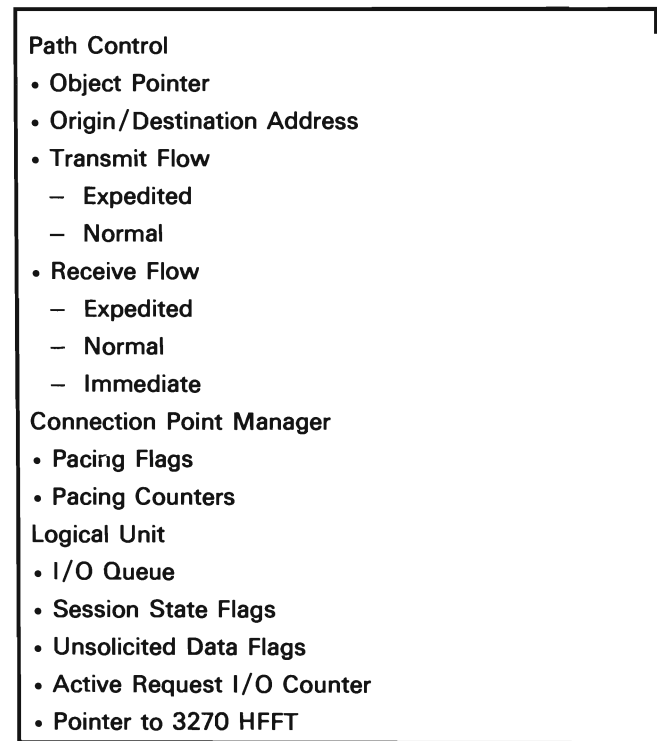 Path Control
• Object Pointer
• Origin/Destination Address
• Transmit Flow
– Expedited
– Normal
• Receive Flow
– Expedited
– Normal
– Immediate
Connection Point Manager
• Pacing Flags
• Pacing Counters
Logical Unit
• I/O Queue
• Session State Flags
• Unsolicited Data Flags
• Active Request I/O Counter
• Pointer to 3270 HFFT